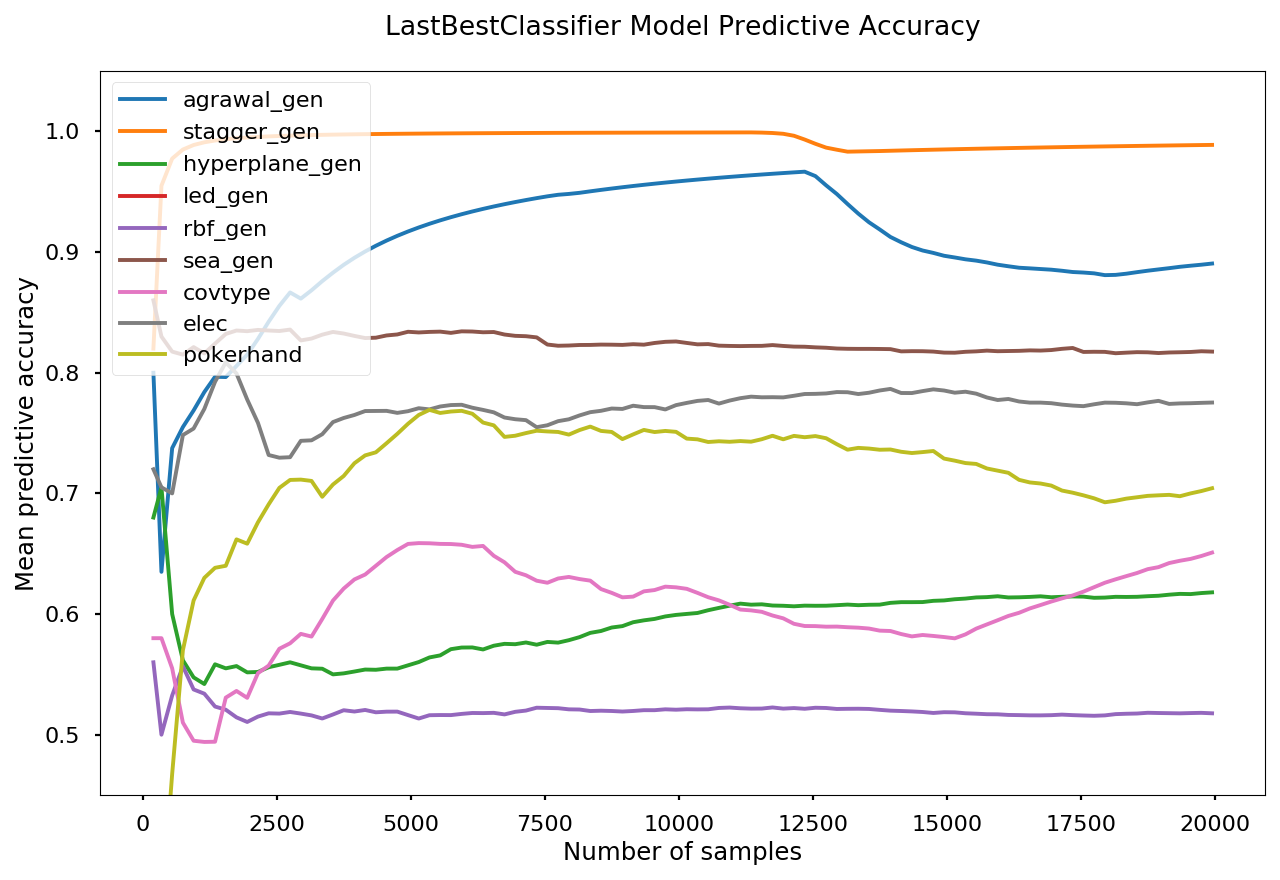 LastBestClassifier Model Predictive Accuracy
agrawal_gen
stagger_gen
hyperplane_gen
led_gen
rbf_gen
sea_gen
covtype
elec
pokerhand
Mean predictive accuracy
1.0
0.9
0.8
0.7
0.6
0.5
0 2500 5000 7500 10000 12500 15000 17500 20000
Number of samples